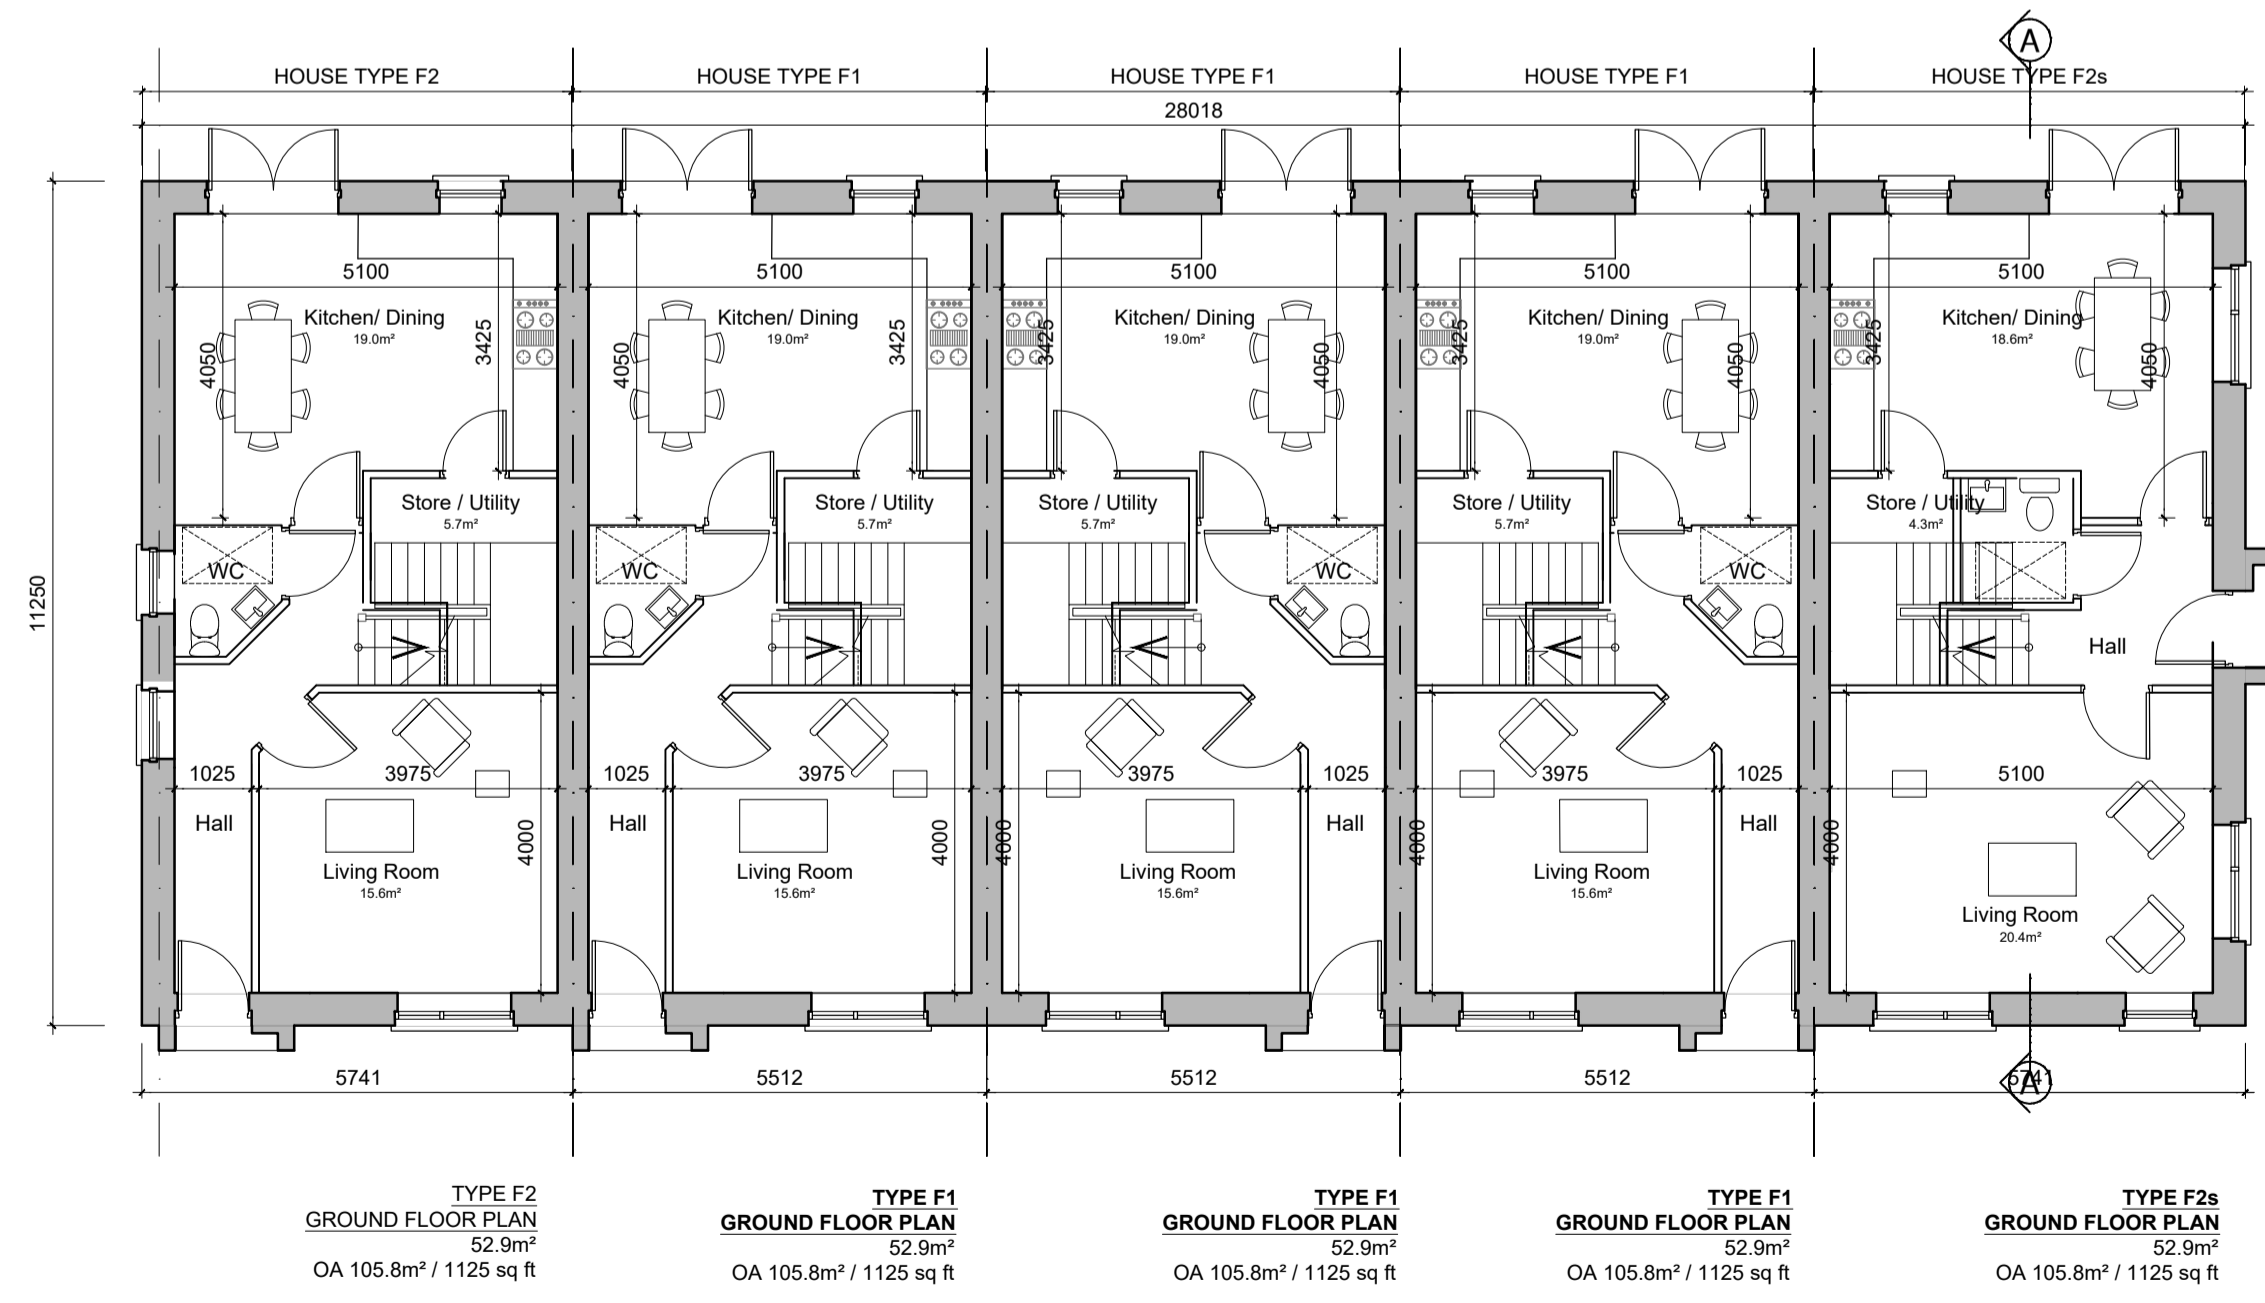 A
HOUSE TYPE F2
HOUSE TYPE F1
HOUSE TYPE F1
HOUSE TYPE F1
HOUSE TYPE F2s
28018
5100
5100
5100
5100
5100
Kitchen/ Dining
19.0m²
Kitchen/ Dining
19.0m²
Kitchen/ Dining
19.0m²
Kitchen/ Dining
19.0m²
Kitchen/ Dining
18.6m²
4050
3425
4050
3425
3425
4050
3425
4050
3425
4050
Store / Utility
5.7m²
Store / Utility
5.7m²
Store / Utility
5.7m²
Store / Utility
5.7m²
Store / Utility
4.3m²
WC
WC
WC
WC
11250
Hall
1025
3975
1025
3975
3975
1025
3975
1025
5100
Hall
Hall
Hall
Hall
4000
4000
4000
4000
4000
Living Room
15.6m²
Living Room
15.6m²
Living Room
15.6m²
Living Room
15.6m²
Living Room
20.4m²
5741
5512
5512
5512
5741
A
TYPE F2
GROUND FLOOR PLAN
52.9m²
OA 105.8m² / 1125 sq ft
TYPE F1
GROUND FLOOR PLAN
52.9m²
OA 105.8m² / 1125 sq ft
TYPE F1
GROUND FLOOR PLAN
52.9m²
OA 105.8m² / 1125 sq ft
TYPE F1
GROUND FLOOR PLAN
52.9m²
OA 105.8m² / 1125 sq ft
TYPE F2s
GROUND FLOOR PLAN
52.9m²
OA 105.8m² / 1125 sq ft